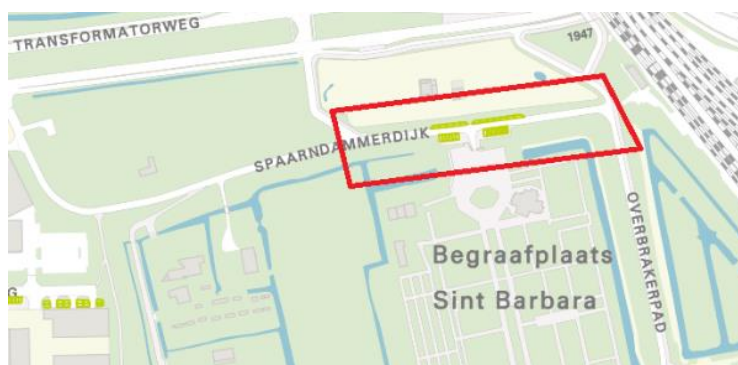 TRANSFORMATORWEG
1947
SPAARNDAMMERDIJK
OVERBRAKERPAD
Begraafplaats
Sint Barbara
G